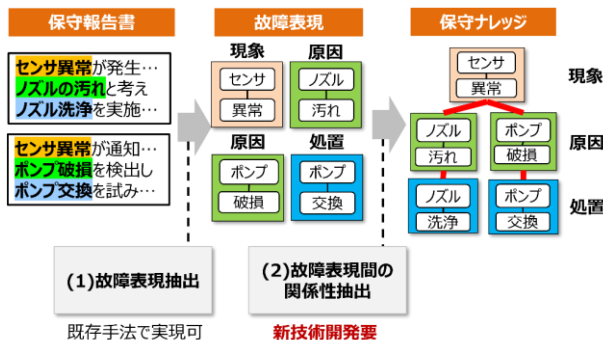 保守報告書
センサ異常が発生…
ノズルの汚れと考え
ノズル洗浄を実施…
センサ異常が通知…
ポンプ破損を検出し
ポンプ交換を試み…
故障表現
現象
原因
センサ
異常
ノズル
汚れ
原因
処置
ポンプ
破損
ポンプ
交換
保守ナレッジ
センサ
異常
現象
ノズル
汚れ
ポンプ
破損
原因
ノズル
洗浄
ポンプ
交換
処置
(1)故障表現抽出
既存手法で実現可
(2)故障表現間の
関係性抽出
新技術開発要